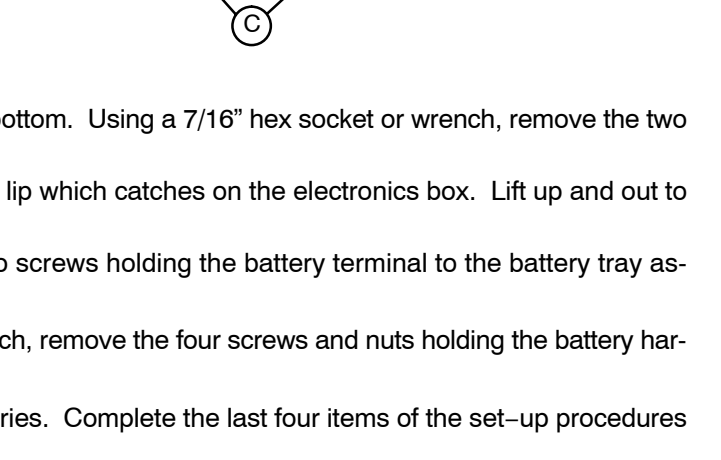 C
ottom.  Using a 7/16” hex socket or wrench, remove the two
lip which catches on the electronics box.  Lift up and out to
o screws holding the battery terminal to the battery tray as-
ch, remove the four screws and nuts holding the battery har-
ries.  Complete the last four items of the set−up procedures